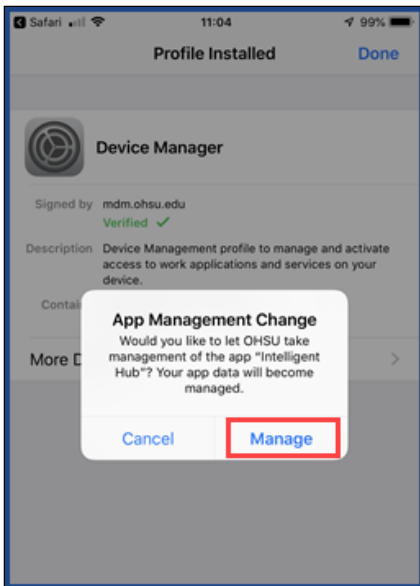 Safari 11:04 99%
Profile Installed Done
Device Manager
Signed by mdm.ohsu.edu
Verified
Description Device Management profile to manage and activate
access to work applications and services on your
device.
Contai
App Management Change
Would you like to let OHSU take
management of the app "Intelligent
Hub"? Your app data will become
managed.
More D
Cancel Manage